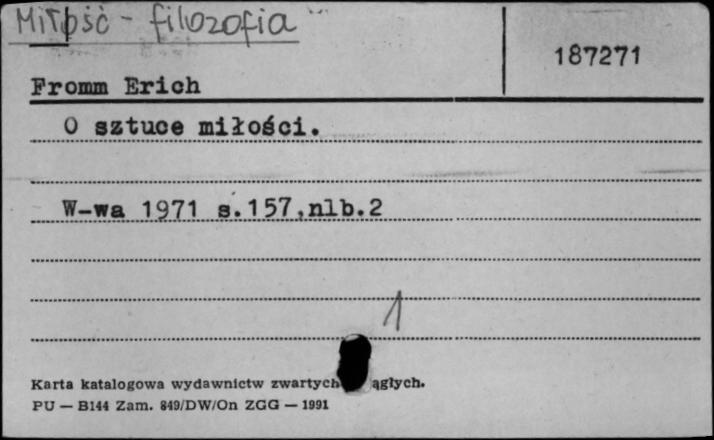 Miłość - filozofia
187271
Fromm Erich
O sztuce miłości.
W-wa 1971 s.157,nlb.2
1
Karta katalogowa wydawnictw zwartych ągłych.
PU — B144 Zam. 849/DW/On ZGG — 1991